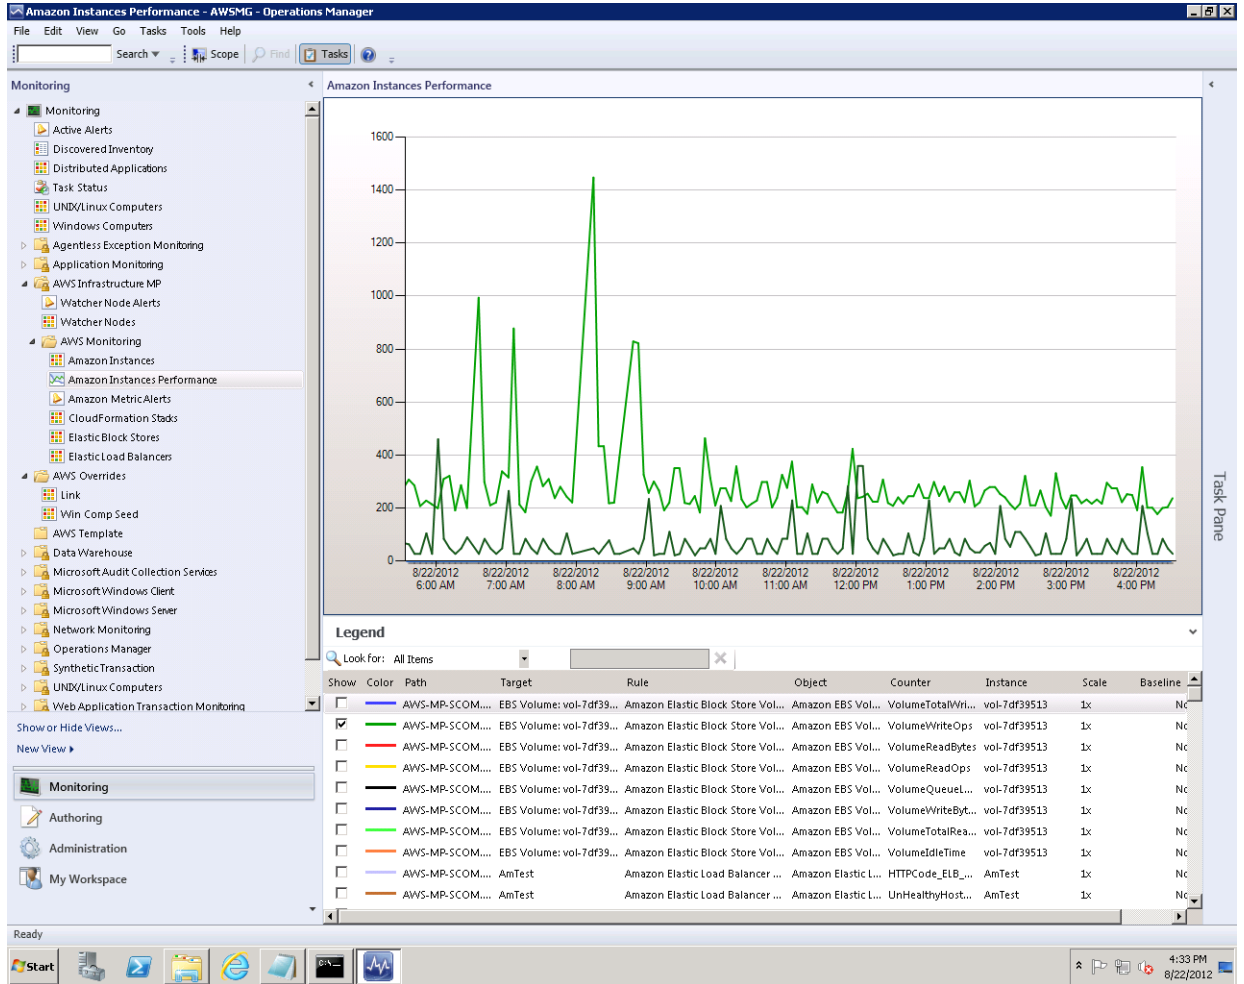 Amazon Instances Performance - AWSMG - Operations Manager
File Edit View Go Tasks Tools Help
Search Scope Find Tasks
Monitoring
Monitoring
Active Alerts
Discovered Inventory
Distributed Applications
Task Status
UNIX/Linux Computers
Windows Computers
Agentless Exception Monitoring
Application Monitoring
AWS Infrastructure MP
Watcher Node Alerts
Watcher Nodes
AWS Monitoring
Amazon Instances
Amazon Instances Performance
Amazon Metric Alerts
CloudFormation Stacks
Elastic Block Stores
Elastic Load Balancers
AWS Overrides
Link
Win Comp Seed
AWS Template
Data Warehouse
Microsoft Audit Collection Services
Microsoft Windows Client
Microsoft Windows Server
Network Monitoring
Operations Manager
Synthetic Transaction
UNIX/Linux Computers
Web Application Transaction Monitoring
Show or Hide Views...
New View
Monitoring
Authoring
Administration
My Workspace
Amazon Instances Performance
1600
1400
1200
1000
800
600
400
200
0
8/22/2012 8/22/2012 8/22/2012 8/22/2012 8/22/2012 8/22/2012 8/22/2012 8/22/2012 8/22/2012 8/22/2012 8/22/2012
6:00 AM 7:00 AM 8:00 AM 9:00 AM 10:00 AM 11:00 AM 12:00 PM 1:00 PM 2:00 PM 3:00 PM 4:00 PM
Legend
Look for: All Items
Show Color Path Target Rule Object Counter Instance Scale Baseline
AWS-MP-SCOM.... EBS Volume: vol-7df39... Amazon Elastic Block Store Vol... Amazon EBS Vol... VolumeTotalWri... vol-7df39513 1x No
AWS-MP-SCOM.... EBS Volume: vol-7df39... Amazon Elastic Block Store Vol... Amazon EBS Vol... VolumeWriteOps vol-7df39513 1x No
AWS-MP-SCOM.... EBS Volume: vol-7df39... Amazon Elastic Block Store Vol... Amazon EBS Vol... VolumeReadBytes vol-7df39513 1x No
AWS-MP-SCOM.... EBS Volume: vol-7df39... Amazon Elastic Block Store Vol... Amazon EBS Vol... VolumeReadOps vol-7df39513 1x No
AWS-MP-SCOM.... EBS Volume: vol-7df39... Amazon Elastic Block Store Vol... Amazon EBS Vol... VolumeQueueL... vol-7df39513 1x No
AWS-MP-SCOM.... EBS Volume: vol-7df39... Amazon Elastic Block Store Vol... Amazon EBS Vol... VolumeWriteByt... vol-7df39513 1x No
AWS-MP-SCOM.... EBS Volume: vol-7df39... Amazon Elastic Block Store Vol... Amazon EBS Vol... VolumeTotalRea... vol-7df39513 1x No
AWS-MP-SCOM.... EBS Volume: vol-7df39... Amazon Elastic Block Store Vol... Amazon EBS Vol... VolumeIdleTime vol-7df39513 1x No
AWS-MP-SCOM.... AmTest Amazon Elastic Load Balancer ... Amazon Elastic L... HTTPCode_ELB_... AmTest 1x No
AWS-MP-SCOM.... AmTest Amazon Elastic Load Balancer ... Amazon Elastic L... UnHealthyHost... AmTest 1x No
Task Pane
Ready
Start
4:33 PM
8/22/2012